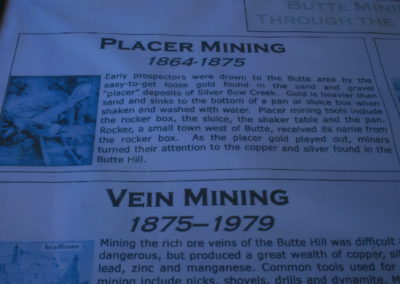 BUTTE MINI
THROUGH THE
PLACER MINING
1864-1875
Early prospectors were drawn to the Butte area by the
easy-to-get loose gold found in the sand and gravel
"placer" deposits of Silver Bow Creek. Gold is heavier than
sand and sinks to the bottom of a pan or sluice box when
shaken and washed with water. Placer mining tools include
the rocker box, the sluice, the shaker table and the pan.
Rocker, a small town west of Butte, received its name from
the rocker box. As the placer gold played out, miners
turned their attention to the copper and silver found in the
Butte Hill.
VEIN MINING
1875—1979
headframe
Mining the rich ore veins of the Butte Hill was difficult a
dangerous, but produced a great wealth of copper, sil
lead, zinc and manganese. Common tools used for
mining include picks, shovels, drills and dynamite. M